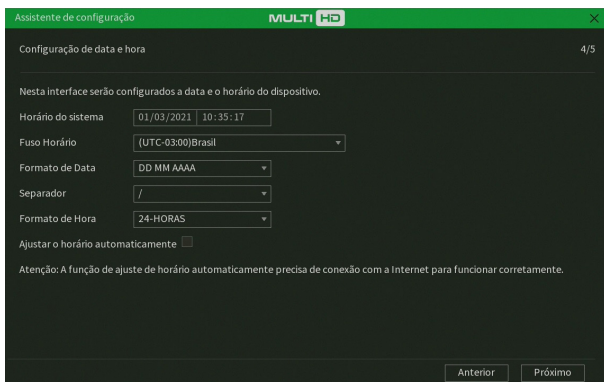 Assistente de configuração MULTI HD
Configuração de data e hora 4/5
Nesta interface serão configurados a data e o horário do dispositivo.
Horário do sistema 01/03/2021 10:35:17
Fuso Horário (UTC-03:00)Brasil
Formato de Data DD MM AAAA
Separador /
Formato de Hora 24-HORAS
Ajustar o horário automaticamente
Atenção: A função de ajuste de horário automaticamente precisa de conexão com a Internet para funcionar corretamente.
Anterior Próximo